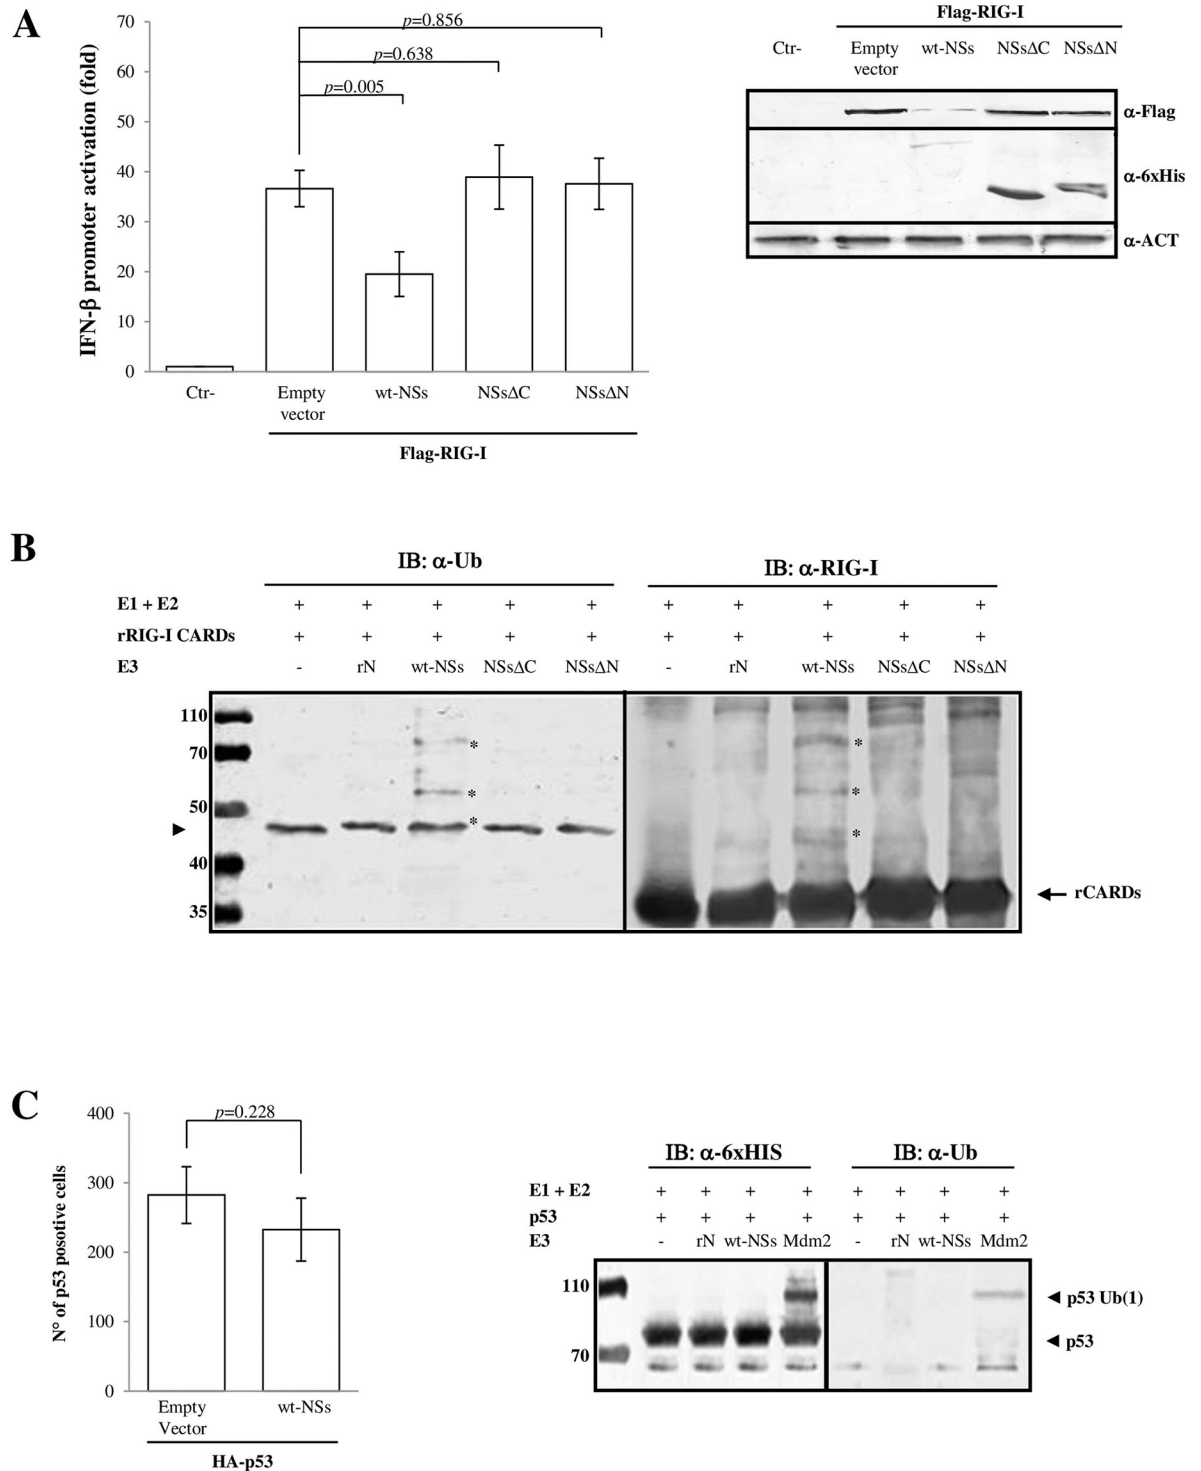 A
70
60
50
40
30
20
10
0
IFN-β promoter activation (fold)
p=0.856
p=0.638
p=0.005
Ctr-
Empty vector
wt-NSs
NSsΔC
NSsΔN
Flag-RIG-I
Flag-RIG-I
Ctr-
Empty vector
wt-NSs
NSsΔC
NSsΔN
α-Flag
α-6xHis
α-ACT
B
IB: α-Ub
IB: α-RIG-I
E1 + E2 + + + + + + + + + +
rRIG-I CARDs + + + + + + + + + +
E3 - rN wt-NSs NSsΔC NSsΔN - rN wt-NSs NSsΔC NSsΔN
110
70
50
40
35
*
*
*
*
*
*
rCARDs
C
400
300
200
100
0
N° of p53 posotive cells
p=0.228
Empty Vector
wt-NSs
HA-p53
IB: α-6xHIS
IB: α-Ub
E1 + E2 + + + + + + + +
p53 + + + + + + + +
E3 - rN wt-NSs Mdm2 - rN wt-NSs Mdm2
110
70
p53 Ub(1)
p53